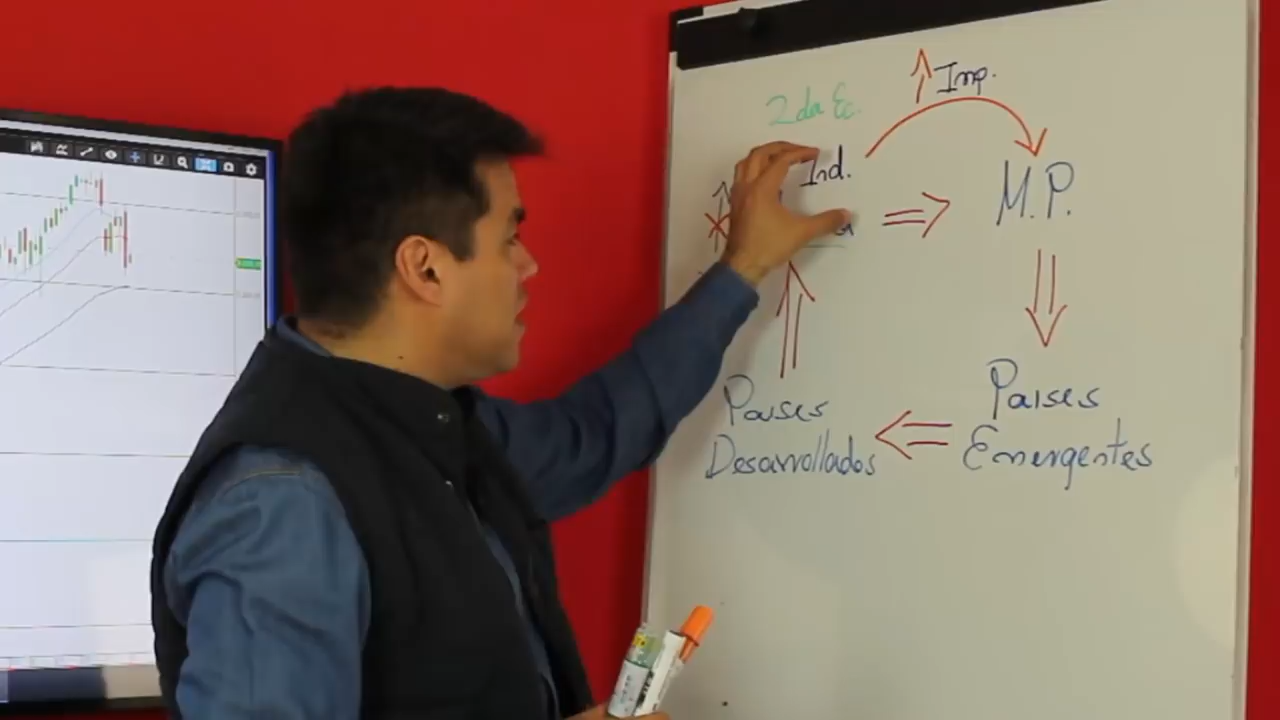 Imp.
2da Ec.
Ind.
M.P.
Paises
Desarrollados
Paises
Emergentes